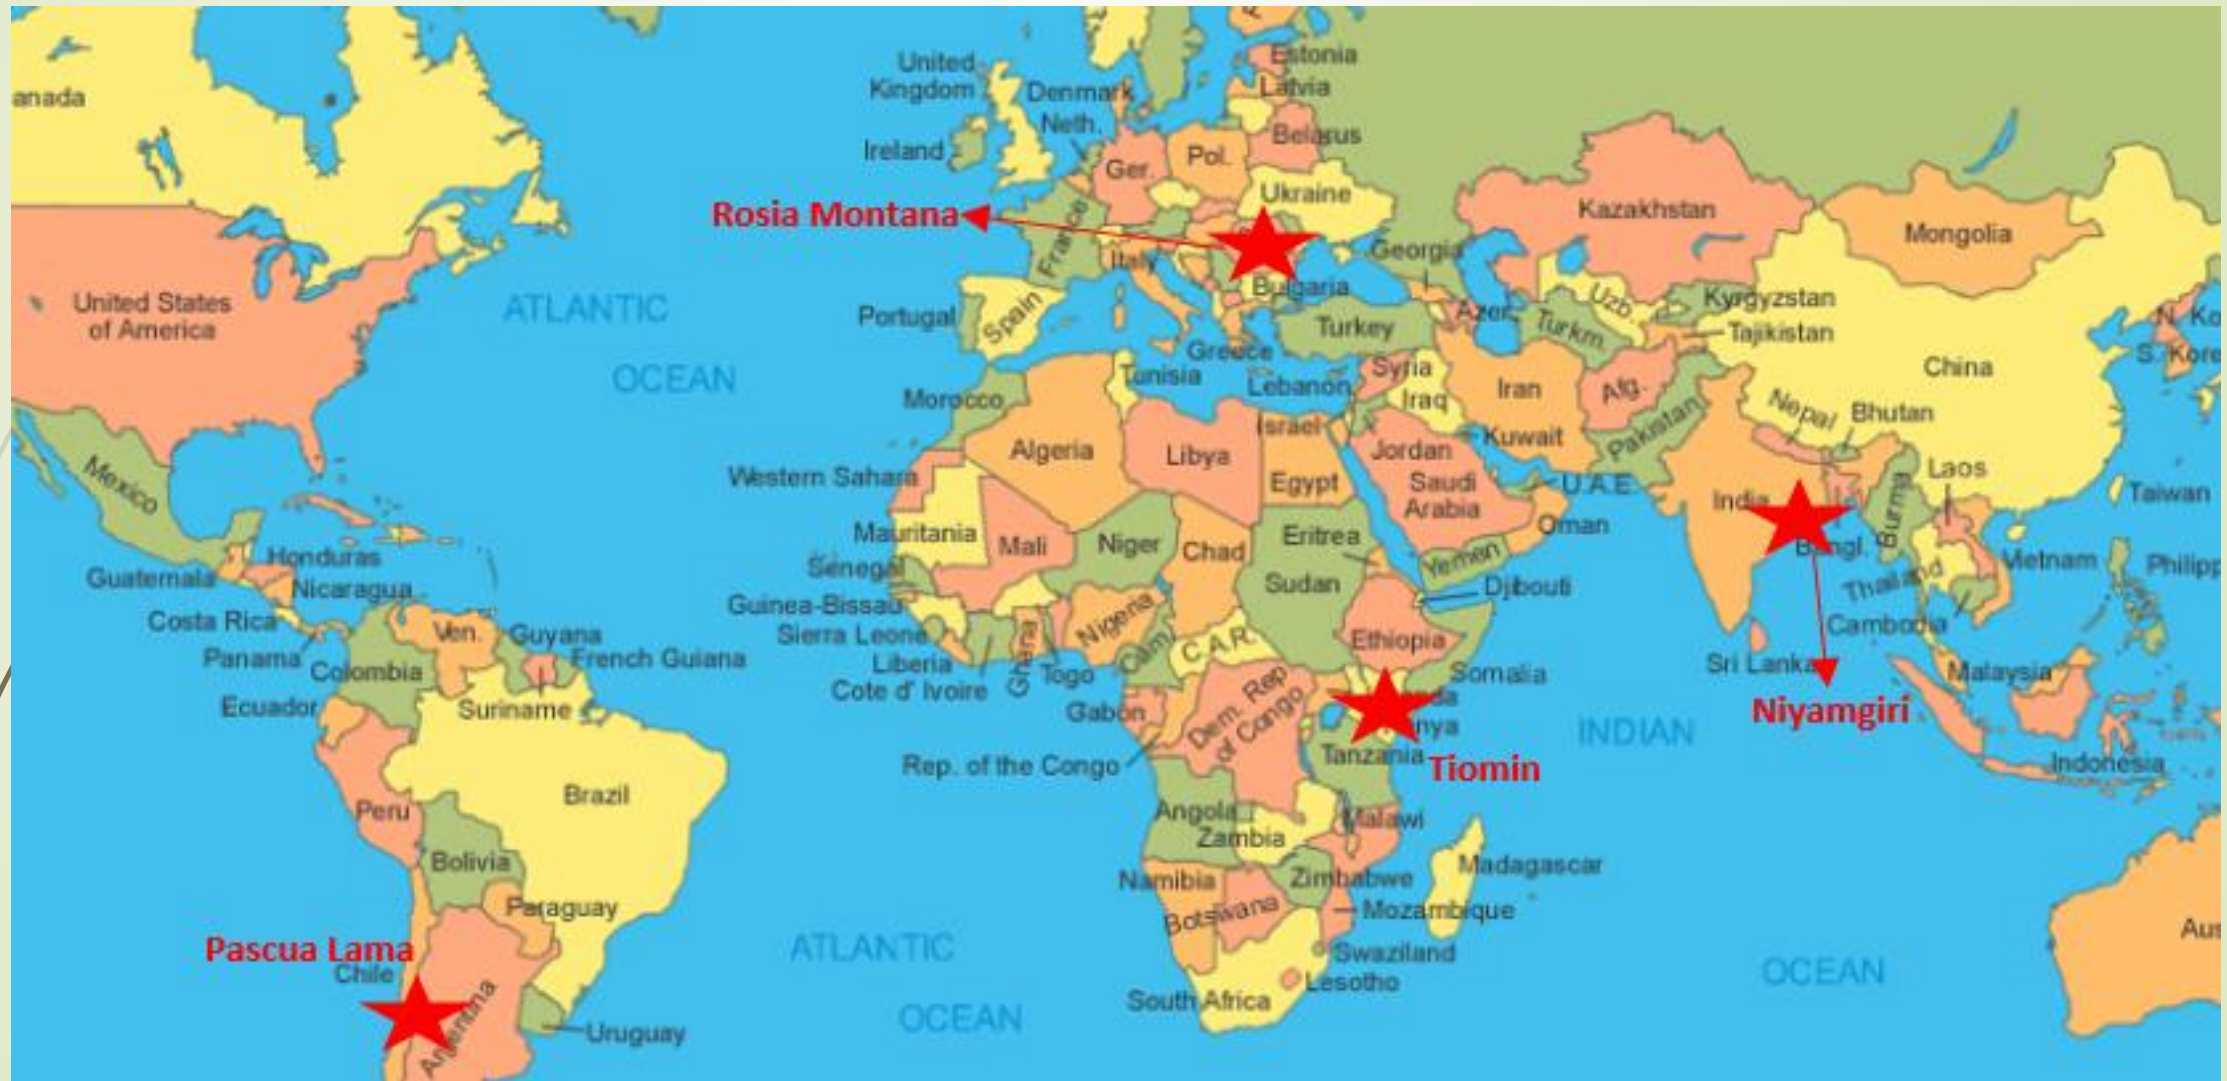 anada
United States
of America
Mexico
Guatemala
Honduras
Nicaragua
Costa Rica
Panama
Colombia
Ven.
Guyana
French Guiana
Suriname
Ecuador
Peru
Brazil
Bolivia
Paraguay
Pascua Lama
Chile
Argentina
Uruguay
ATLANTIC
OCEAN
ATLANTIC
OCEAN
United
Kingdom
Ireland
Denmark
Neth.
Ger.
Pol.
Estonia
Latvia
Belarus
Ukraine
Rosia Montana
France
Italy
Portugal
Spain
Bulgaria
Greece
Turkey
Georgia
Azer.
Kazakhstan
Uzb.
Turkm.
Kyrgyzstan
Tajikistan
Mongolia
China
N. Ko
S. Kore
Taiwan
Philipp
Syria
Lebanon
Iraq
Israel
Jordan
Kuwait
Iran
Afg.
Pakistan
Saudi
Arabia
U.A.E.
Oman
Yemen
Nepal
Bhutan
India
Bangl.
Burma
Laos
Thailand
Vietnam
Cambodia
Sri Lanka
Malaysia
Indonesia
Niyamgiri
Morocco
Tunisia
Algeria
Libya
Egypt
Western Sahara
Mauritania
Mali
Niger
Chad
Sudan
Eritrea
Djibouti
Ethiopia
Somalia
Senegal
Guinea-Bissau
Sierra Leone
Liberia
Cote d' Ivoire
Ghana
Togo
Nigeria
Cam.
C.A.R.
Gabon
Rep. of the Congo
Dem. Rep
of Congo
da
nya
Tanzania
Tiomin
Angola
Zambia
Malawi
Namibia
Botswana
Zimbabwe
Mozambique
Madagascar
Swaziland
Lesotho
South Africa
INDIAN
OCEAN
Aus